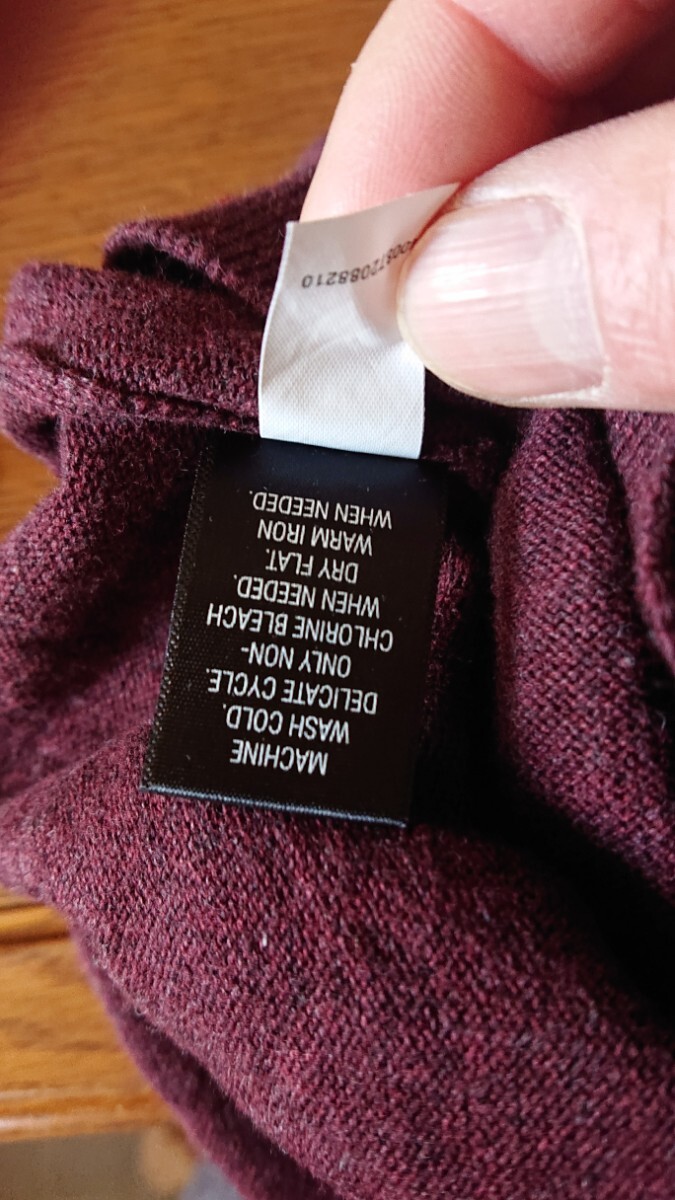 MACHINE
WASH COLD.
DELICATE CYCLE.
ONLY NON-
CHLORINE BLEACH
WHEN NEEDED.
DRY FLAT.
WARM IRON
WHEN NEEDED.